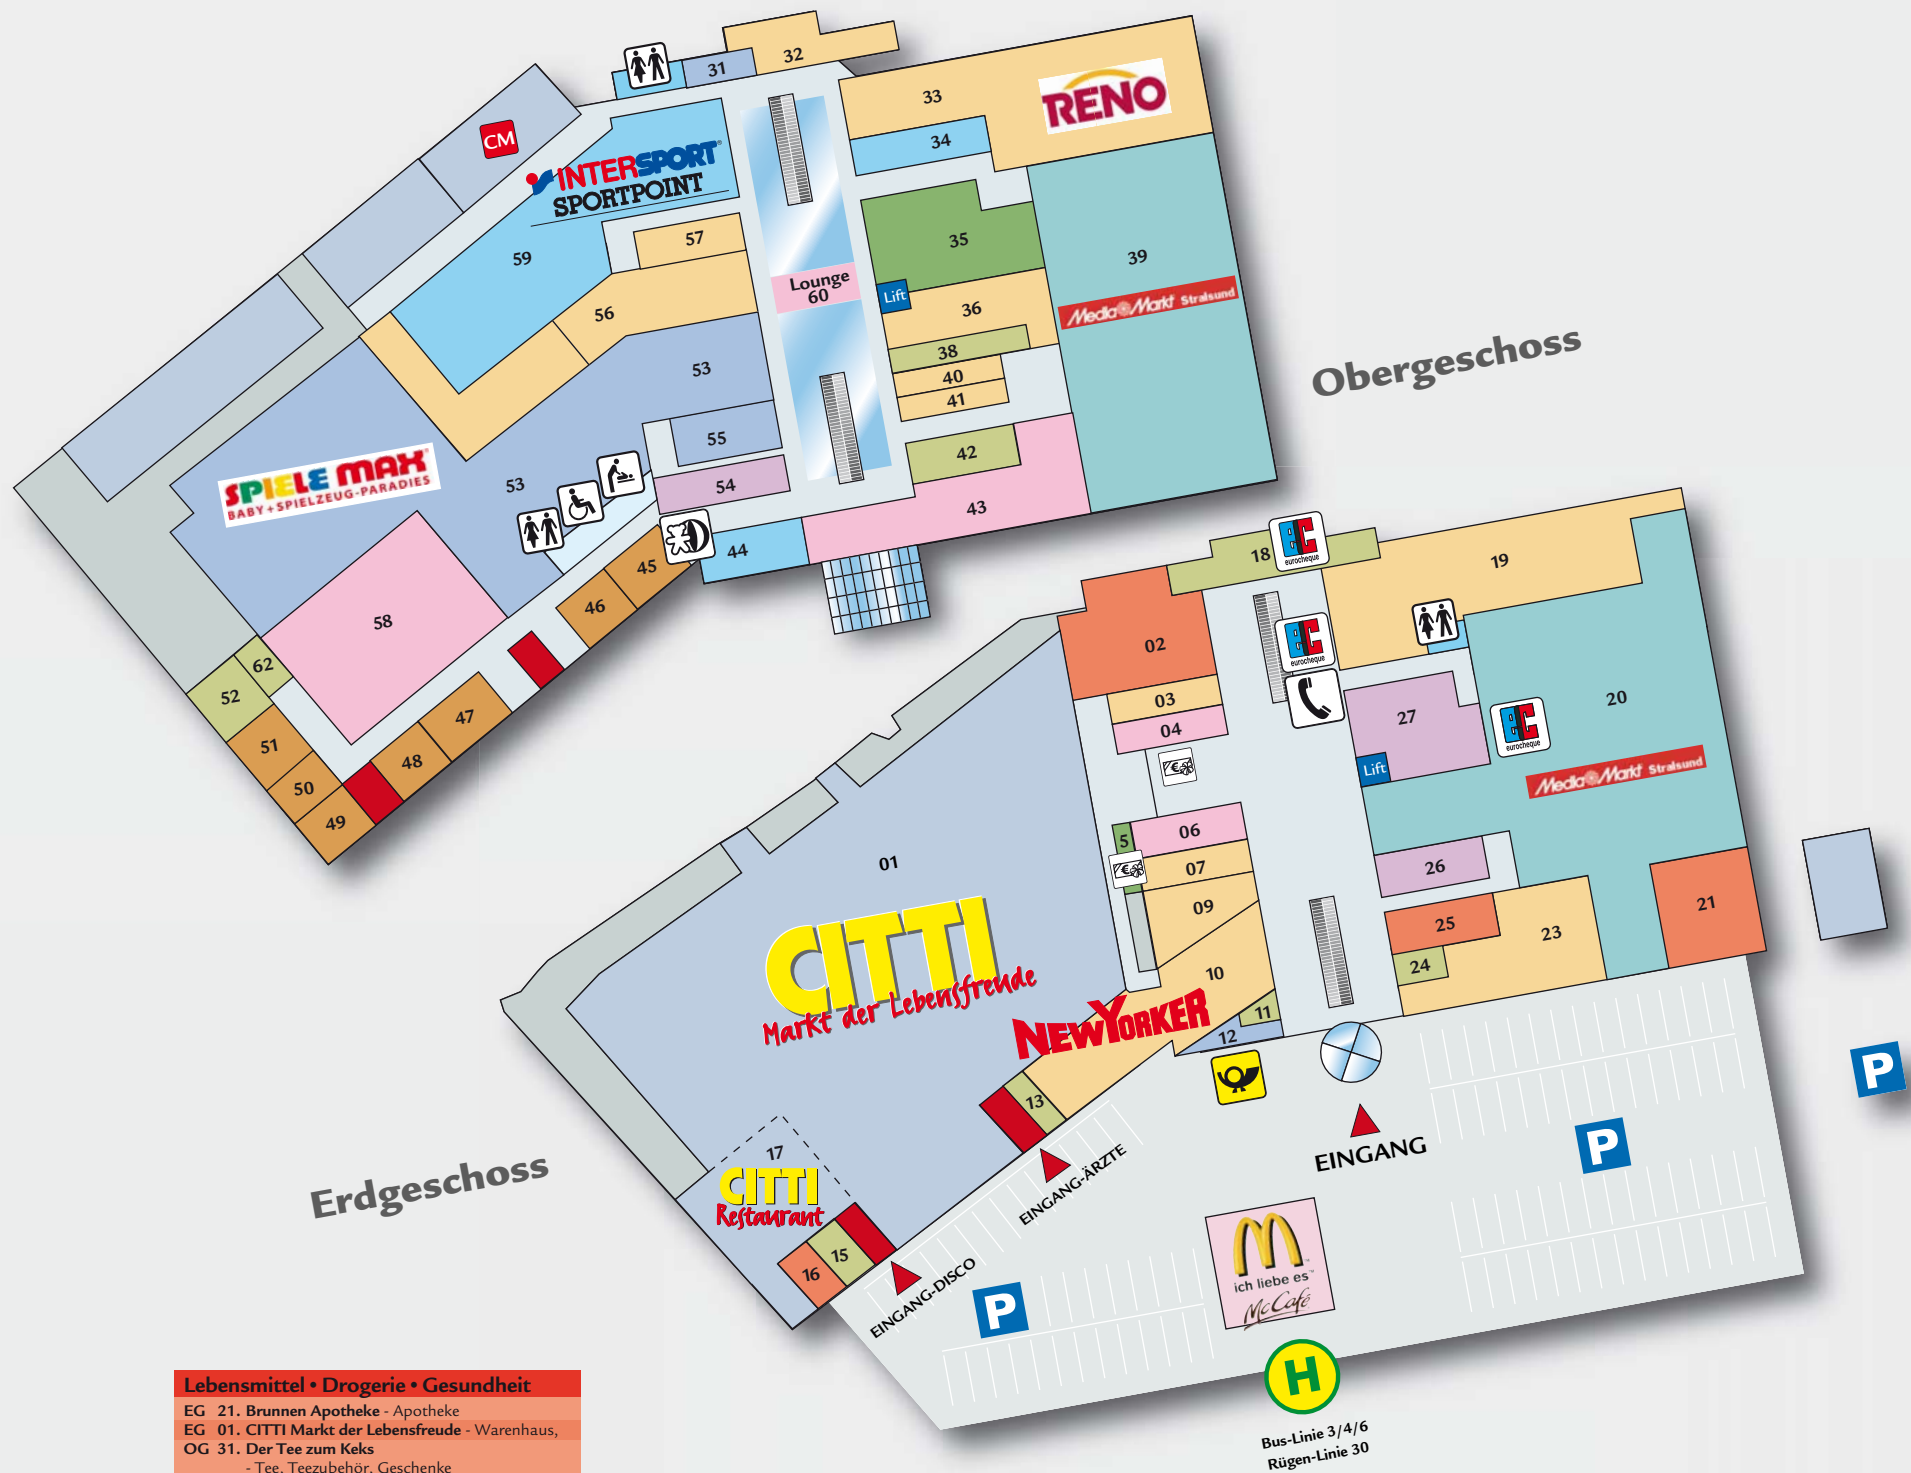 31
32
33
34
RENO
CM
INTERSPORT
SPORTPOINT
57
59
56
Lounge
60
35
Lift
36
38
40
41
39
Media Markt Stralsund
42
43
53
55
54
SPIELE MAX
BABY + SPIELZEUG-PARADIES
53
58
44
45
46
47
48
49
50
51
52
62
Obergeschoss
18
eurocheque
19
02
03
04
eurocheque
27
Lift
eurocheque
20
Media Markt Stralsund
€
5
€
06
07
09
10
11
12
26
25
24
23
21
01
CITTI
Markt der Lebensfreude
NEWYORKER
13
17
CITTI
Restaurant
15
16
Erdgeschoss
EINGANG-ÄRZTE
EINGANG-DISCO
EINGANG
P
P
P
ich liebe es™
McCafé
H
Bus-Linie 3/4/6
Rügen-Linie 30
Lebensmittel • Drogerie • Gesundheit
EG 21. Brunnen Apotheke - Apotheke
EG 01. CITTI Markt der Lebensfreude - Warenhaus,
OG 31. Der Tee zum Keks
- Tee, Teezubehör, Geschenke